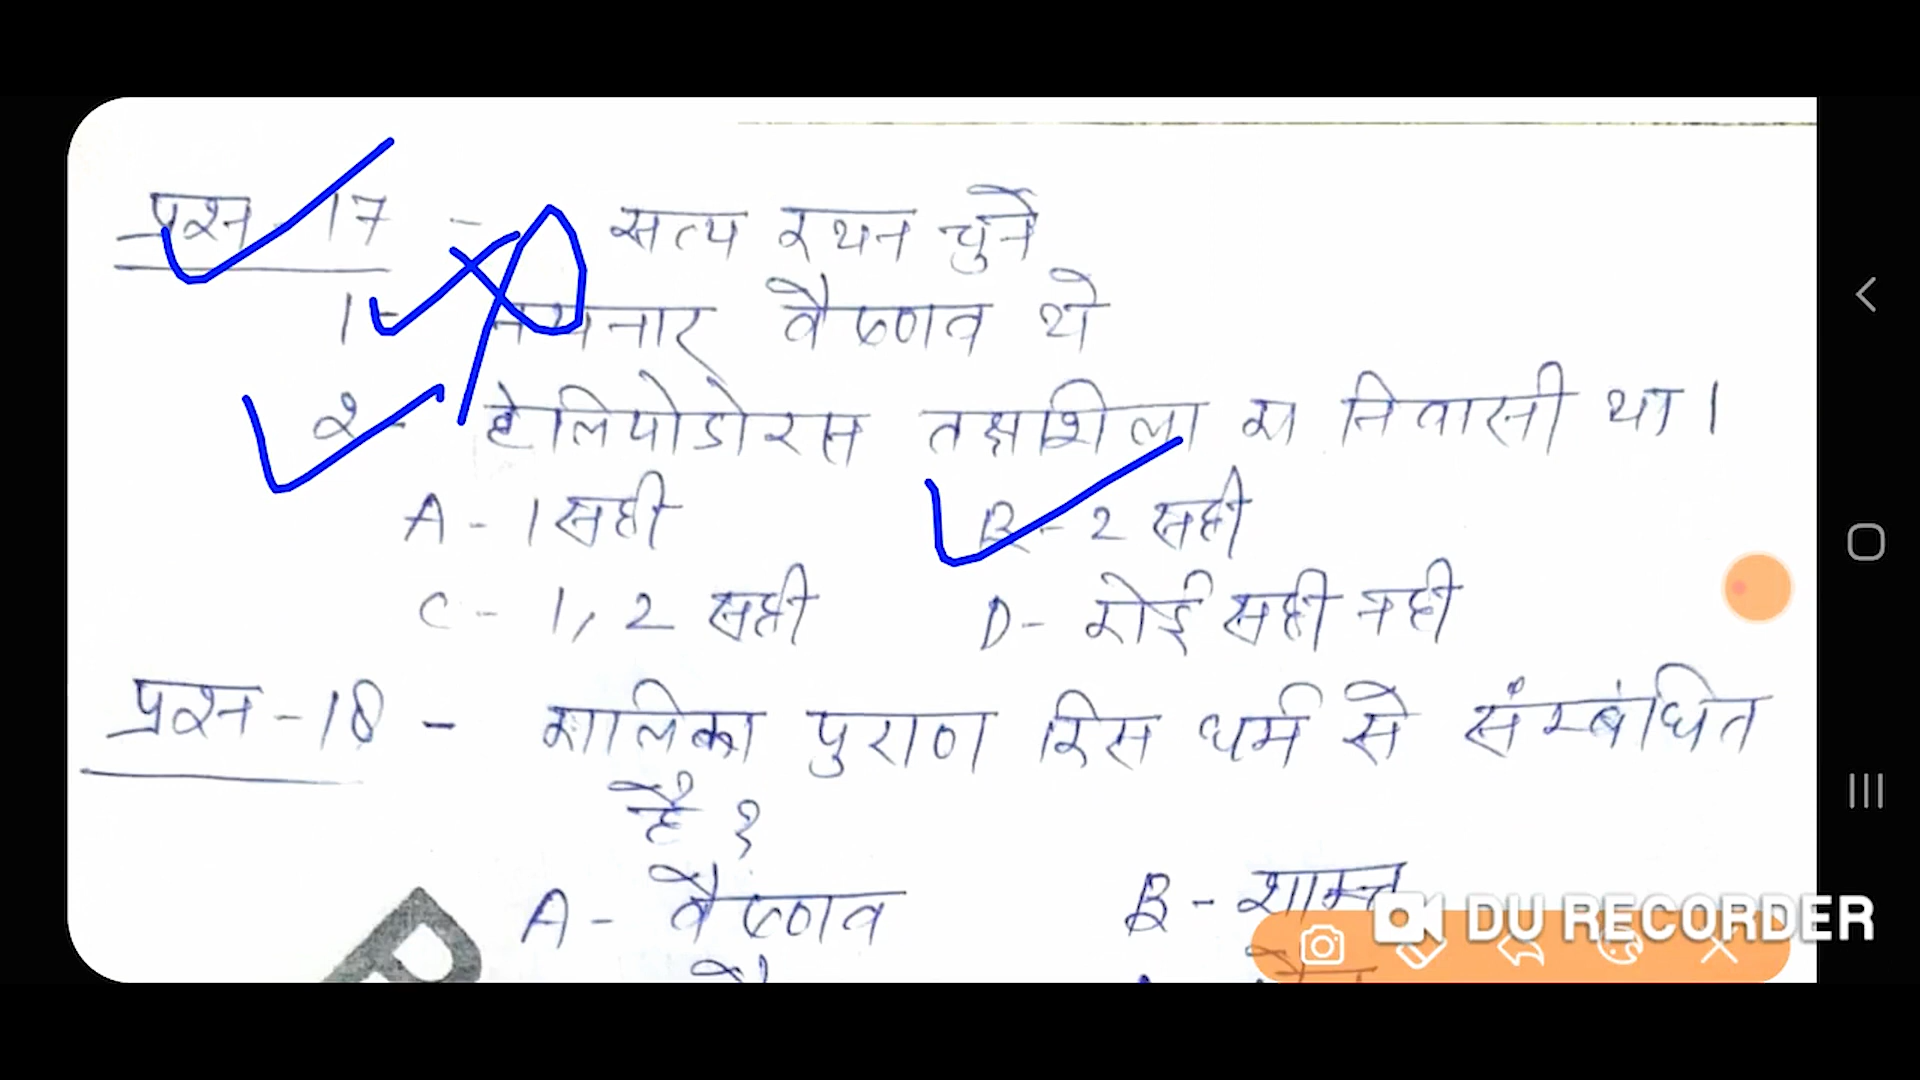 प्रश्न - 17 - सत्य कथन चुने
1 - नयनार वैष्णव थे
2 - हेलियोडोरस तक्षशिला का निवासी था।
A - 1 सही B - 2 सही
C - 1, 2 सही D - कोई सही नही
प्रश्न - 18 - कालिका पुराण किस धर्म से संम्बंधित
है ?
A - वैष्णव B - शाक्त
DU RECORDER